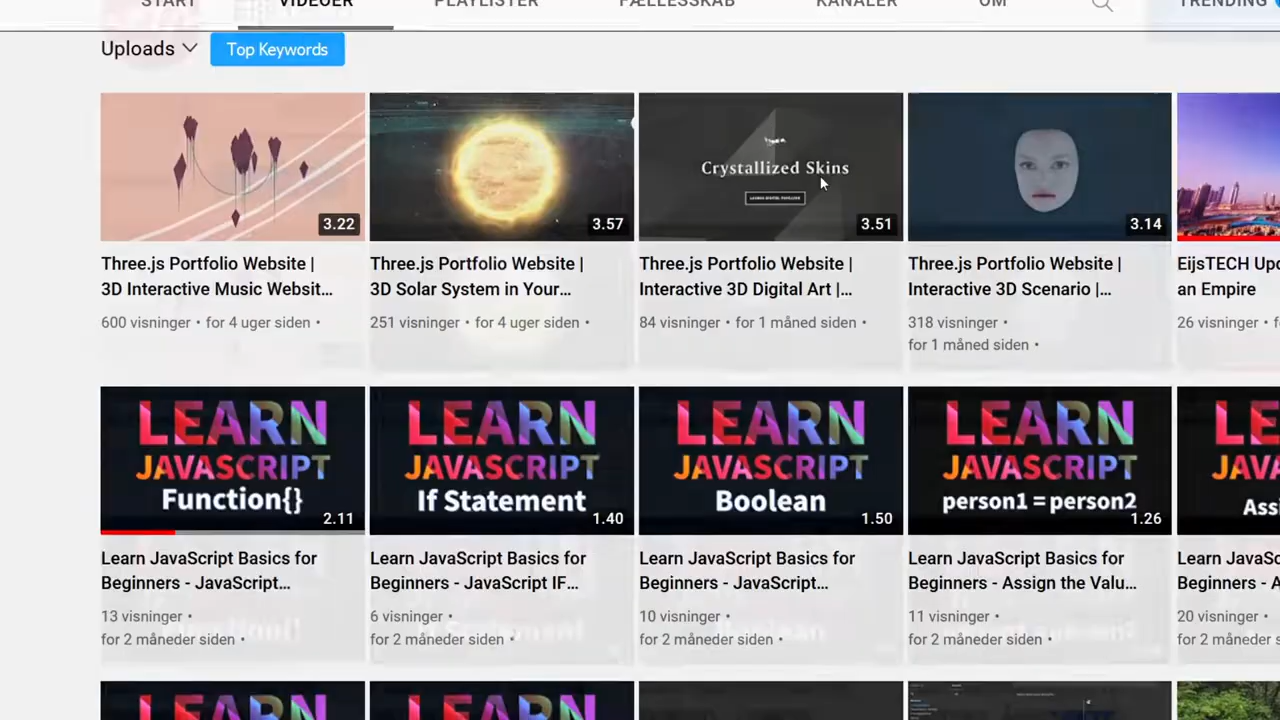 START VIDEOER PLAYLISTER FÆLLESSKAB KANALER OM TRENDING
Uploads Top Keywords
Crystallized Skins
LAUNCH DIGITAL PAVILION
3.22 3.57 3.51 3.14
Three.js Portfolio Website | Three.js Portfolio Website | Three.js Portfolio Website | Three.js Portfolio Website | EijsTECH Upd
3D Interactive Music Websit... 3D Solar System in Your... Interactive 3D Digital Art |... Interactive 3D Scenario |... an Empire
600 visninger • for 4 uger siden • 251 visninger • for 4 uger siden • 84 visninger • for 1 måned siden • 318 visninger • 26 visninger •
for 1 måned siden •
LEARN LEARN LEARN LEARN LE
JAVASCRIPT JAVASCRIPT JAVASCRIPT JAVASCRIPT JAVA
Function{} If Statement Boolean person1 = person2 Assi
2.11 1.40 1.50 1.26
Learn JavaScript Basics for Learn JavaScript Basics for Learn JavaScript Basics for Learn JavaScript Basics for Learn Ja
Beginners - JavaScript... Beginners - JavaScript IF... Beginners - JavaScript... Beginners - Assign the Valu... Beginners - A
13 visninger • 6 visninger • 10 visninger • 11 visninger • 20 visninger •
for 2 måneder siden • for 2 måneder siden • for 2 måneder siden • for 2 måneder siden • for 2 måneder s
LEARN LEARN